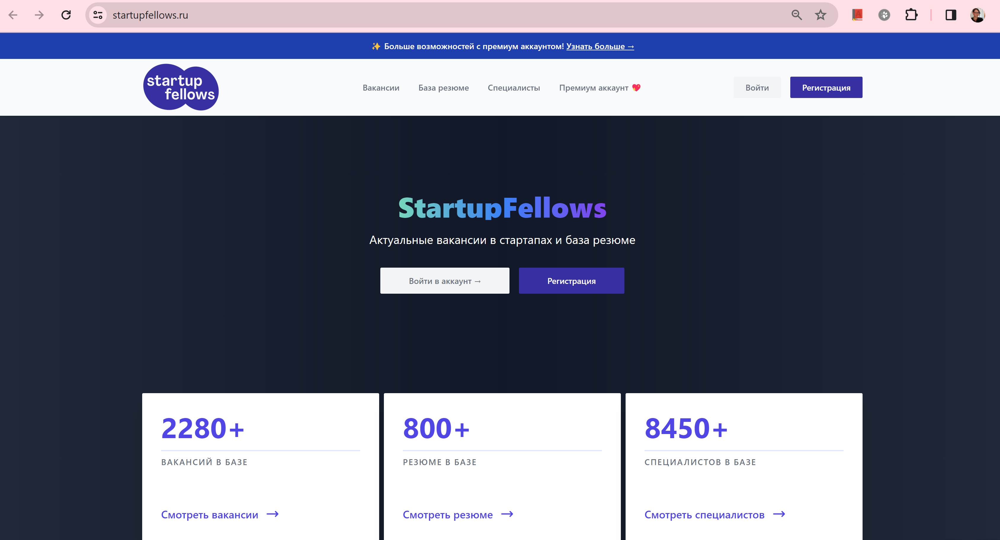 startupfellows.ru
✨ Больше возможностей с премиум аккаунтом! Узнать больше →
startup
fellows
Вакансии База резюме Специалисты Премиум аккаунт 💖 Войти Регистрация
StartupFellows
Актуальные вакансии в стартапах и база резюме
Войти в аккаунт → Регистрация
2280+ 800+ 8450+
ВАКАНСИЙ В БАЗЕ РЕЗЮМЕ В БАЗЕ СПЕЦИАЛИСТОВ В БАЗЕ
Смотреть вакансии → Смотреть резюме → Смотреть специалистов →